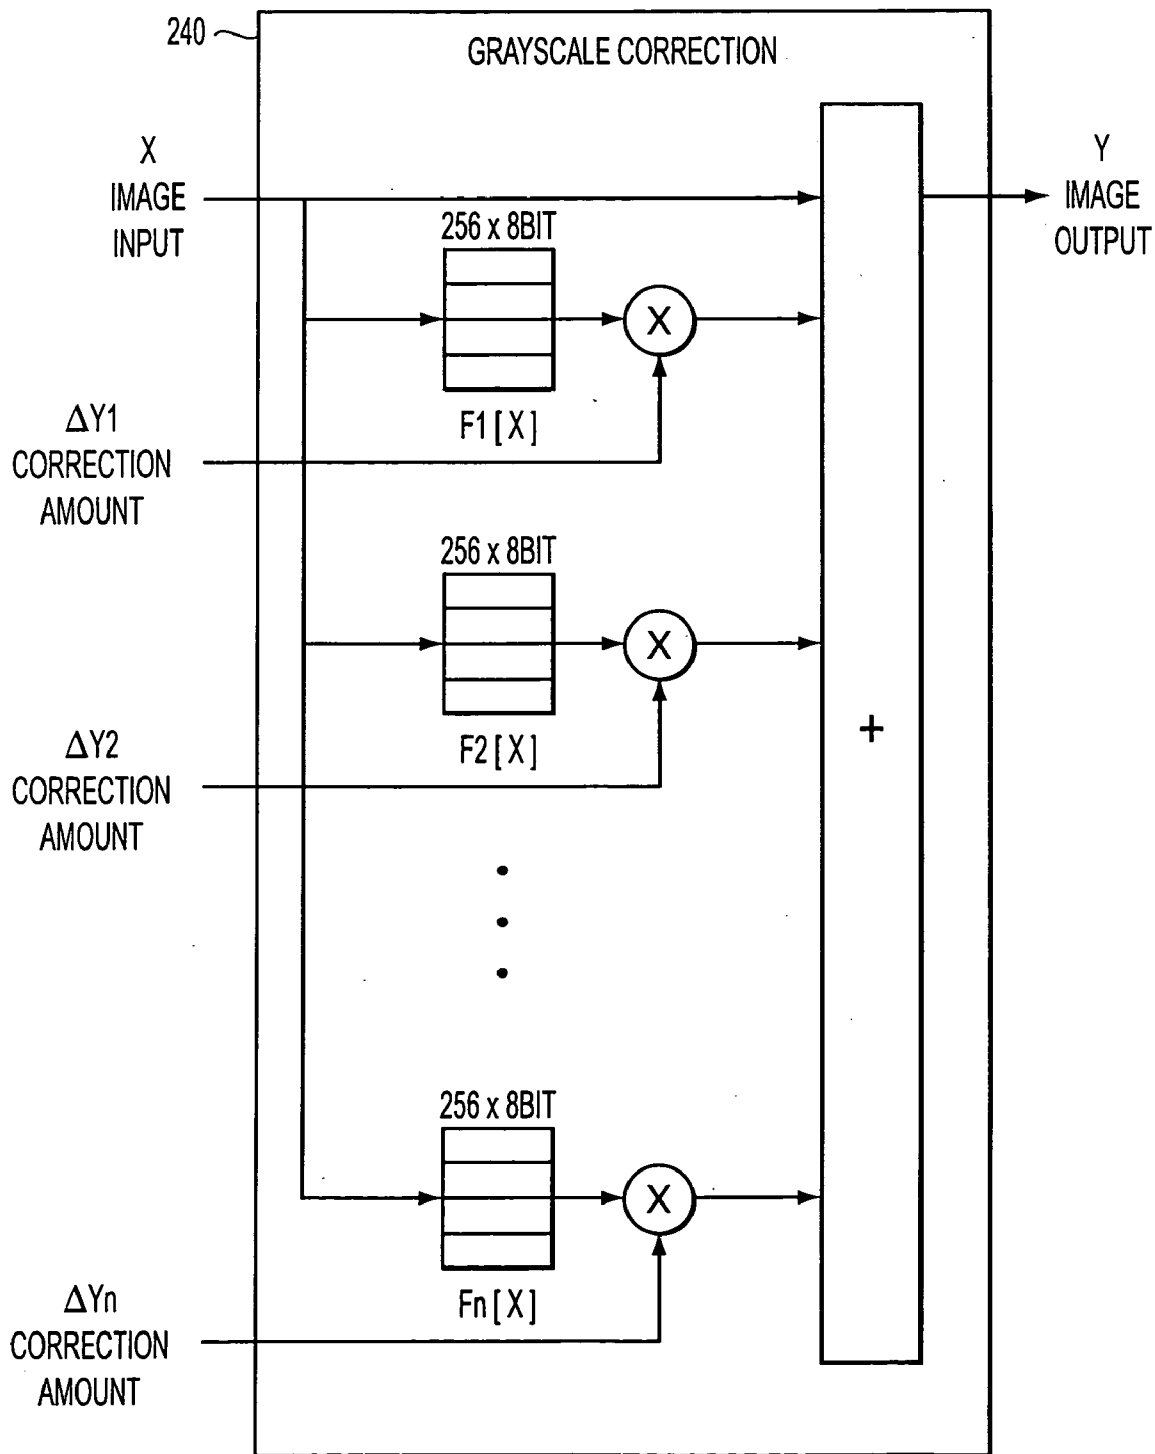 240
GRAYSCALE CORRECTION
X
IMAGE
INPUT
Y
IMAGE
OUTPUT
256 x 8BIT
X
F1 [ X ]
ΔY1
CORRECTION
AMOUNT
256 x 8BIT
X
F2 [ X ]
ΔY2
CORRECTION
AMOUNT
+
256 x 8BIT
X
Fn [ X ]
ΔYn
CORRECTION
AMOUNT